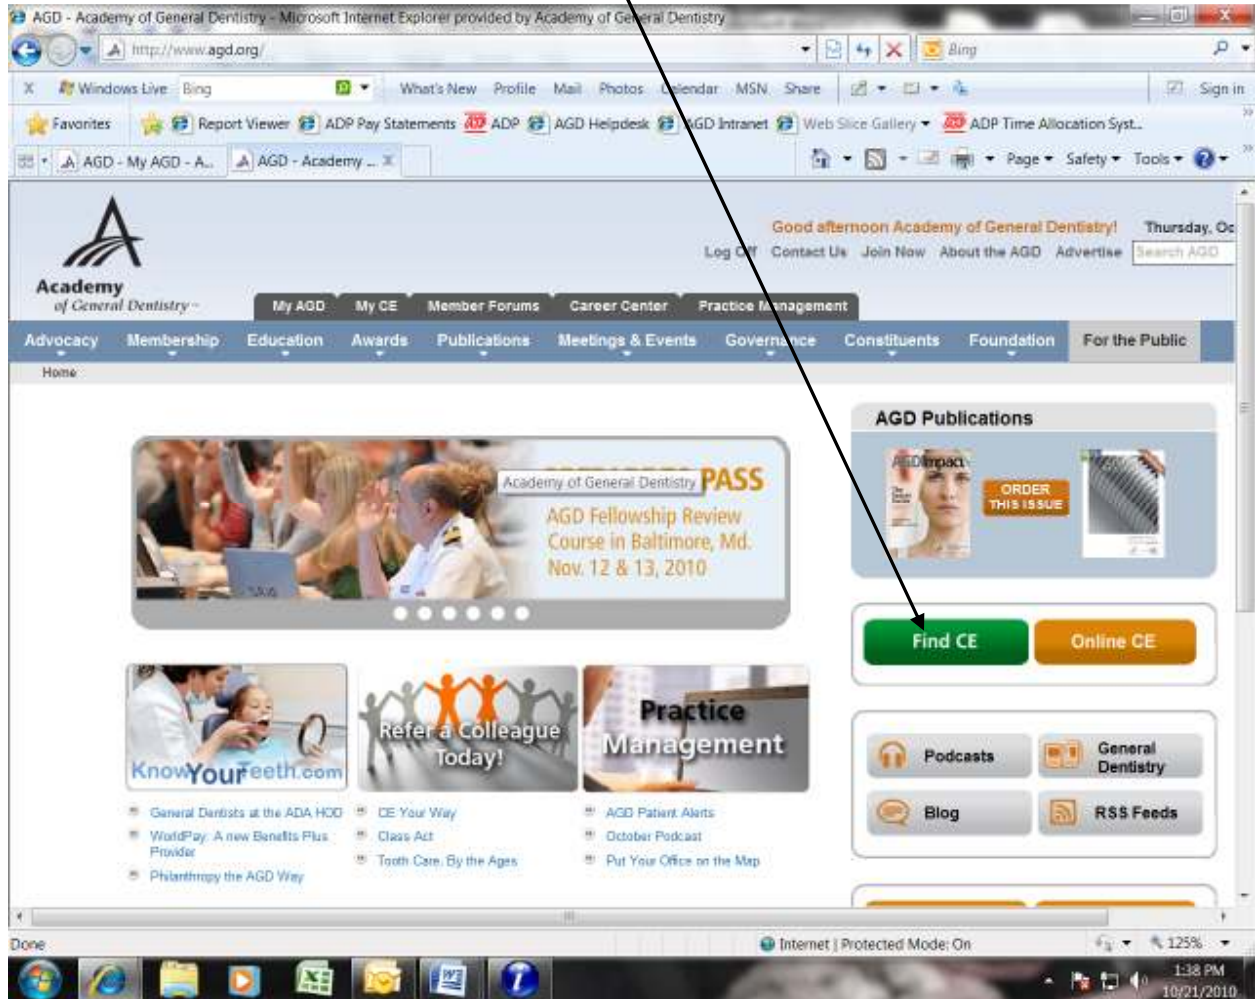 AGD - Academy of General Dentistry - Microsoft Internet Explorer provided by Academy of General Dentistry
http://www.agd.org/
Bing
X Windows Live Bing What's New Profile Mail Photos Calendar MSN Share Sign in
Favorites Report Viewer ADP Pay Statements ADP AGD Helpdesk AGD Intranet Web Slice Gallery ADP Time Allocation Syst...
AGD - My AGD - A... AGD - Academy ... Page Safety Tools
Good afternoon Academy of General Dentistry! Thursday, Oc
Log Off Contact Us Join Now About the AGD Advertise Search AGD
Academy
of General Dentistry
My AGD My CE Member Forums Career Center Practice Management
Advocacy Membership Education Awards Publications Meetings & Events Governance Constituents Foundation For the Public
Home
AGD Publications
AGDImpact
ORDER
THIS ISSUE
Academy of General Dentistry PASS
AGD Fellowship Review
Course in Baltimore, Md.
Nov. 12 & 13, 2010
Find CE Online CE
KnowYourTeeth.com
Refer a Colleague
Today!
Practice
Management
Podcasts
General
Dentistry
Blog
RSS Feeds
General Dentists at the ADA HOD
WorldPay: A new Benefits Plus
Provider
Philanthropy the AGD Way
CE Your Way
Class Act
Tooth Care, By the Ages
AGD Patient Alerts
October Podcast
Put Your Office on the Map
Done Internet | Protected Mode: On 125%
1:38 PM
10/21/2010